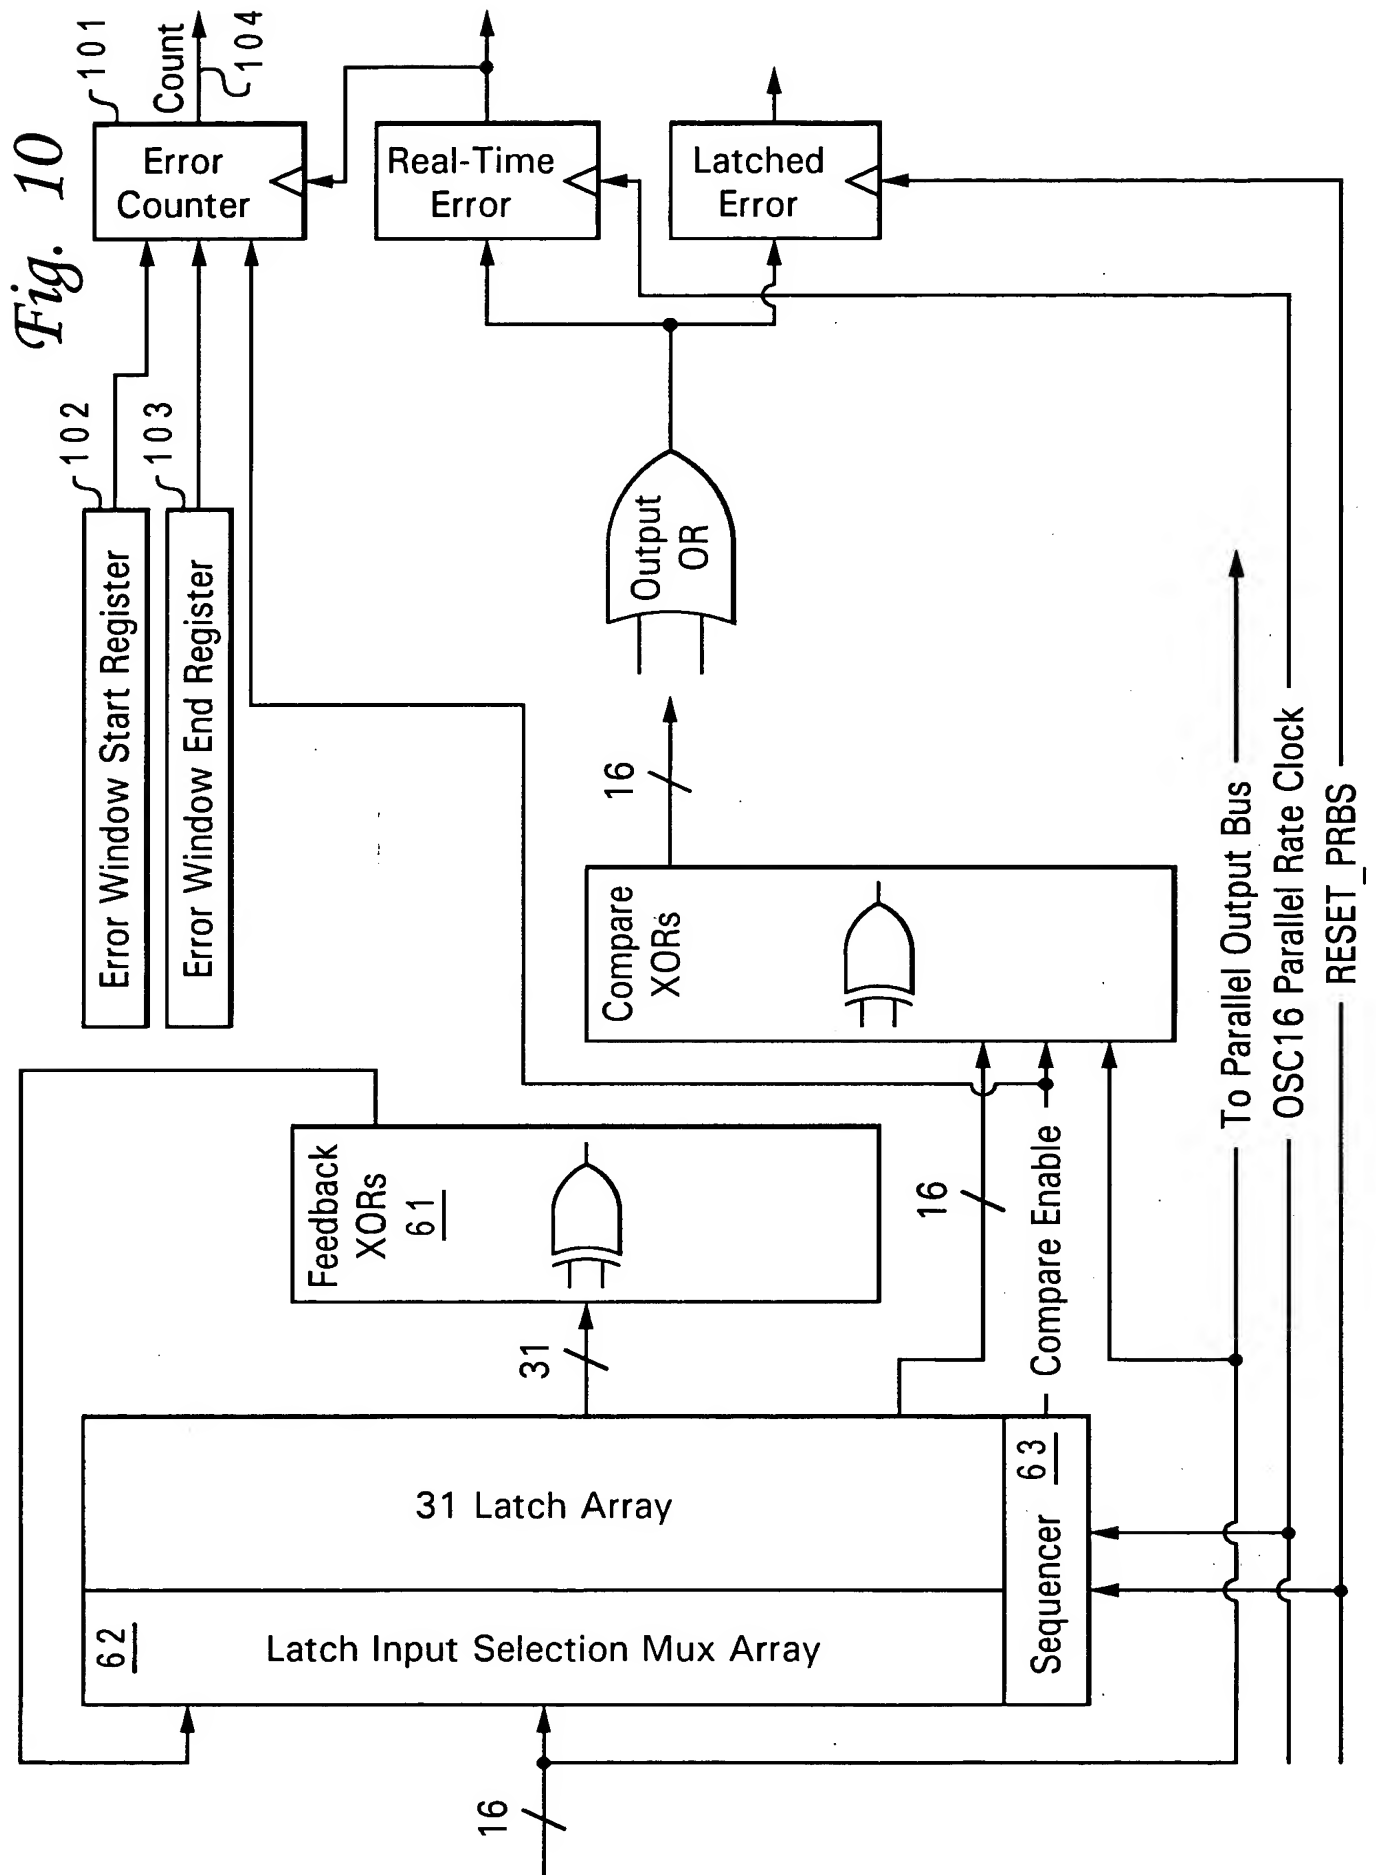 Fig. 10
101
Error
Counter
Count
104
Real-Time
Error
Latched
Error
102
Error Window Start Register
103
Error Window End Register
Output
OR
16
Compare
XORs
Feedback
XORs
61
31
16
Compare Enable
31 Latch Array
62
Latch Input Selection Mux Array
Sequencer 63
16
To Parallel Output Bus
OSC16 Parallel Rate Clock
RESET_PRBS